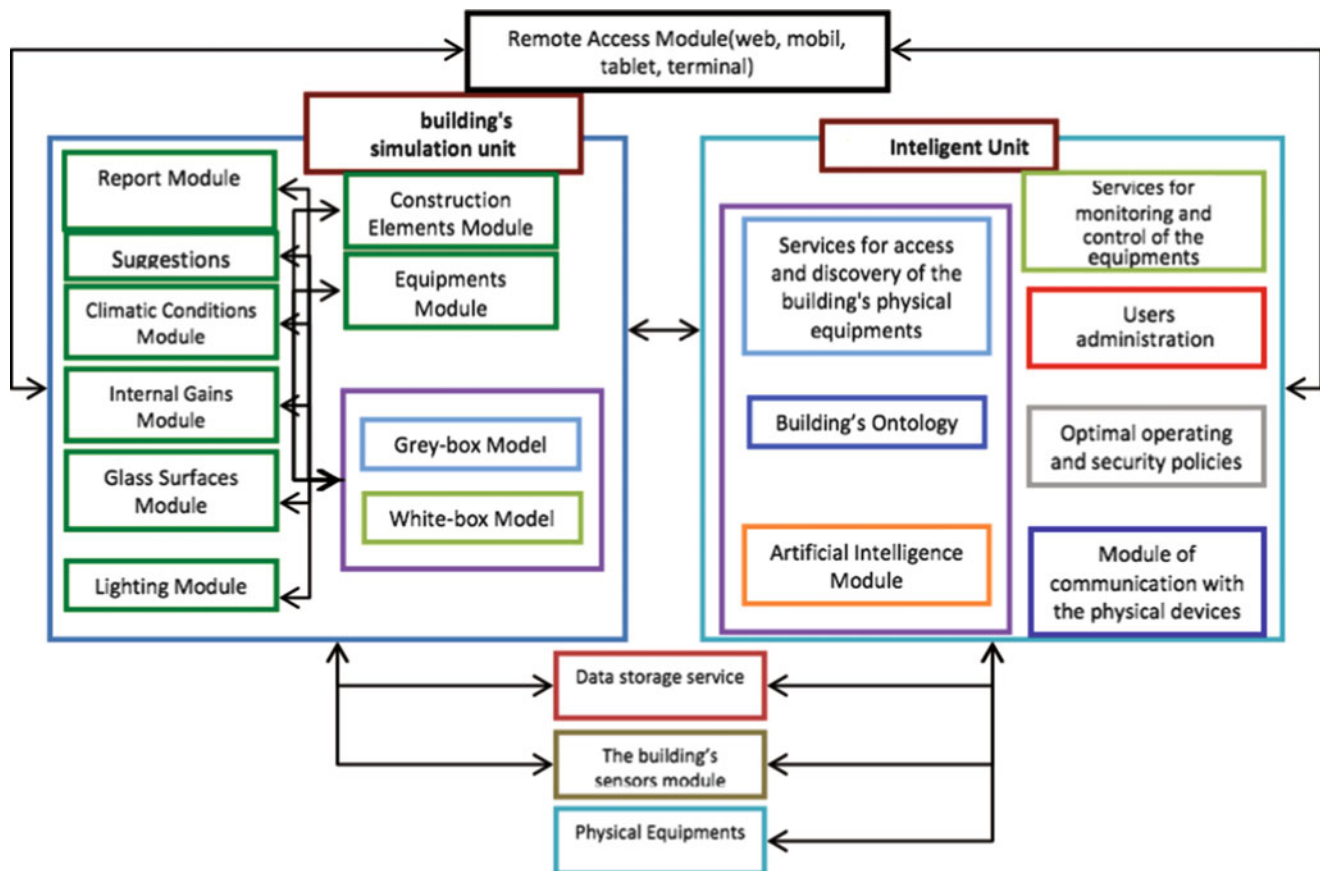 Remote Access Module(web, mobil,
tablet, terminal)
building's
simulation unit
Report Module
Suggestions
Climatic Conditions
Module
Internal Gains
Module
Glass Surfaces
Module
Lighting Module
Construction
Elements Module
Equipments
Module
Grey-box Model
White-box Model
Inteligent Unit
Services for access
and discovery of the
building's physical
equipments
Building's Ontology
Artificial Intelligence
Module
Services for
monitoring and
control of the
equipments
Users
administration
Optimal operating
and security policies
Module of
communication with
the physical devices
Data storage service
The building's
sensors module
Physical Equipments